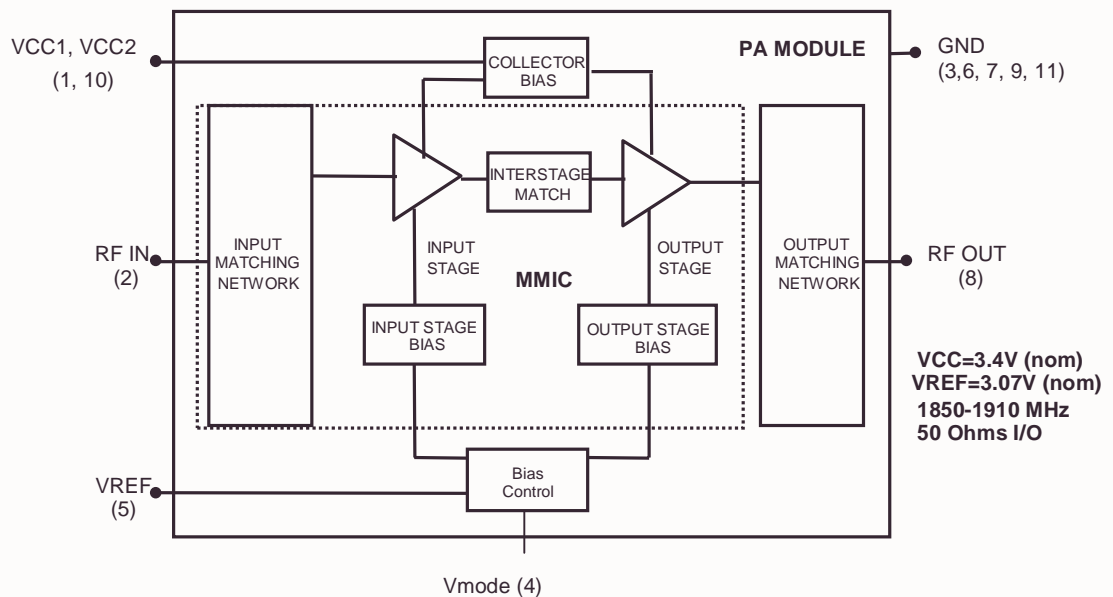 VCC1, VCC2
(1, 10)
COLLECTOR
BIAS
PA MODULE
GND
(3,6, 7, 9, 11)
INTERSTAGE
MATCH
RF IN
(2)
INPUT
MATCHING
NETWORK
INPUT
STAGE
MMIC
OUTPUT
STAGE
OUTPUT
MATCHING
NETWORK
RF OUT
(8)
INPUT STAGE
BIAS
OUTPUT STAGE
BIAS
VCC=3.4V (nom)
VREF=3.07V (nom)
1850-1910 MHz
50 Ohms I/O
VREF
(5)
Bias
Control
Vmode (4)